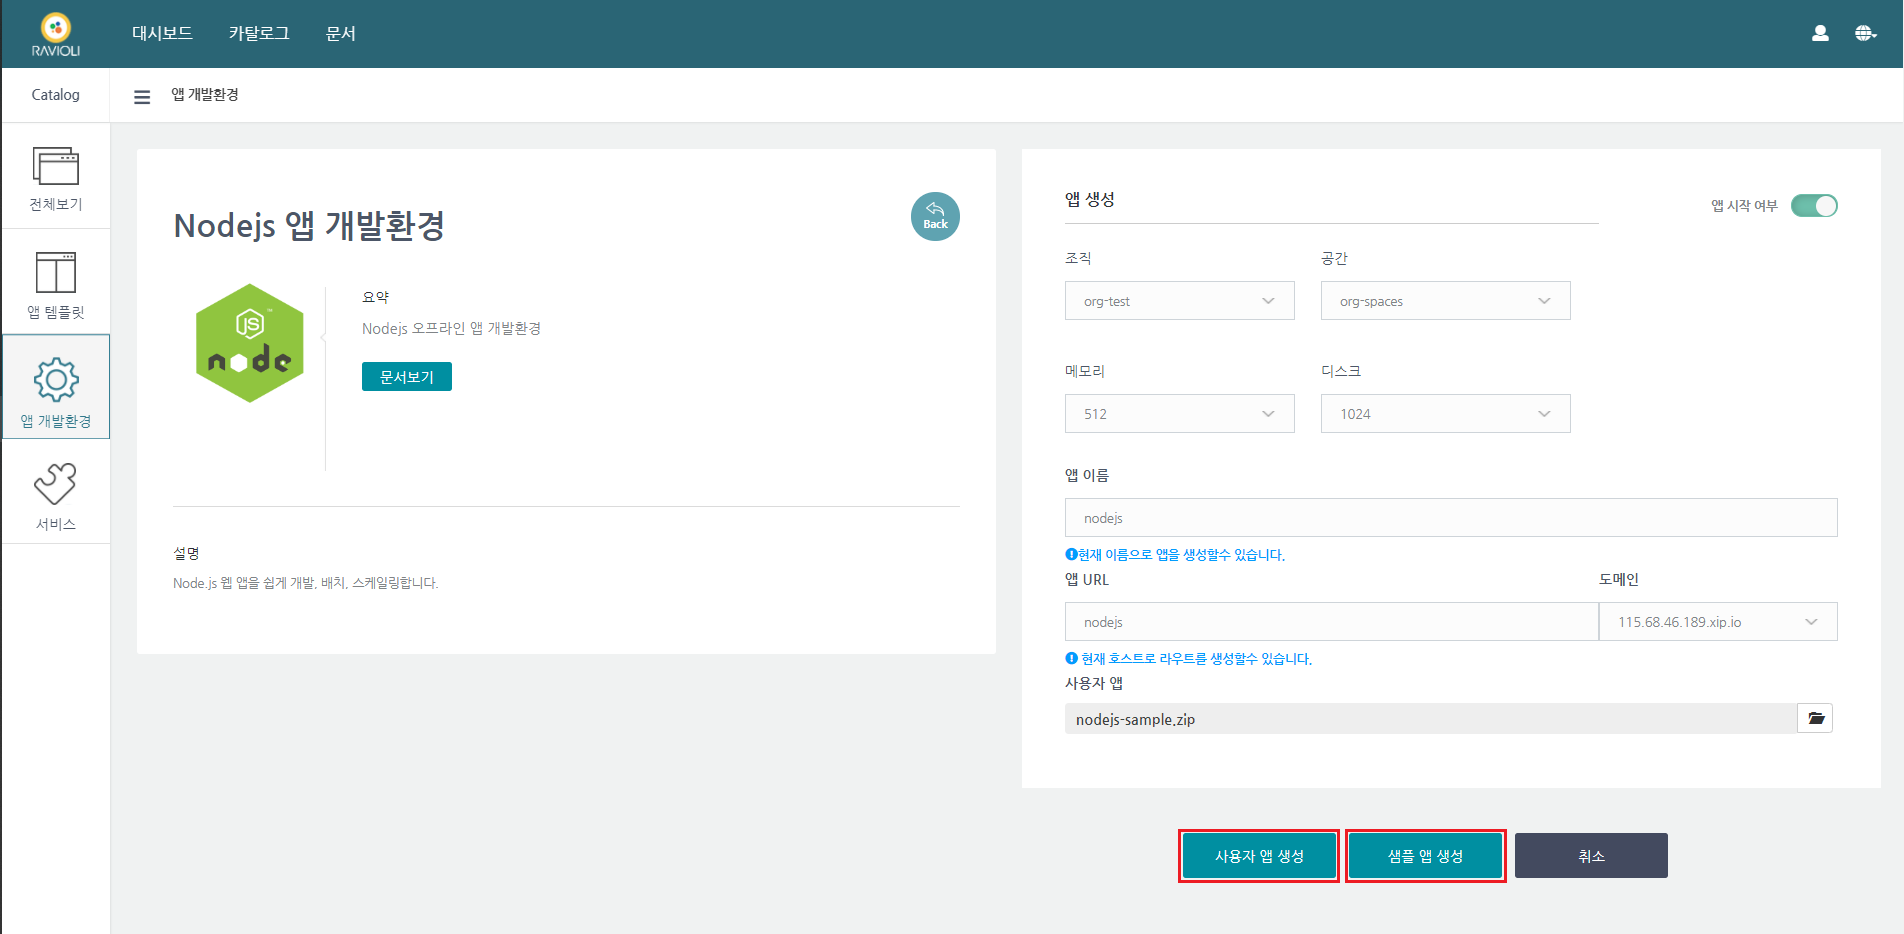 RAVIOLI
대시보드 카탈로그 문서
Catalog
앱 개발환경
전체보기
앱 템플릿
앱 개발환경
서비스
Nodejs 앱 개발환경
Back
JS
node
요약
Nodejs 오프라인 앱 개발환경
문서보기
설명
Node.js 웹 앱을 쉽게 개발, 배치, 스케일링합니다.
앱 생성
앱 시작 여부
조직 공간
org-test org-spaces
메모리 디스크
512 1024
앱 이름
nodejs
현재 이름으로 앱을 생성할수 있습니다.
앱 URL 도메인
nodejs 115.68.46.189.xip.io
현재 호스트로 라우트를 생성할수 있습니다.
사용자 앱
nodejs-sample.zip
사용자 앱 생성 샘플 앱 생성 취소